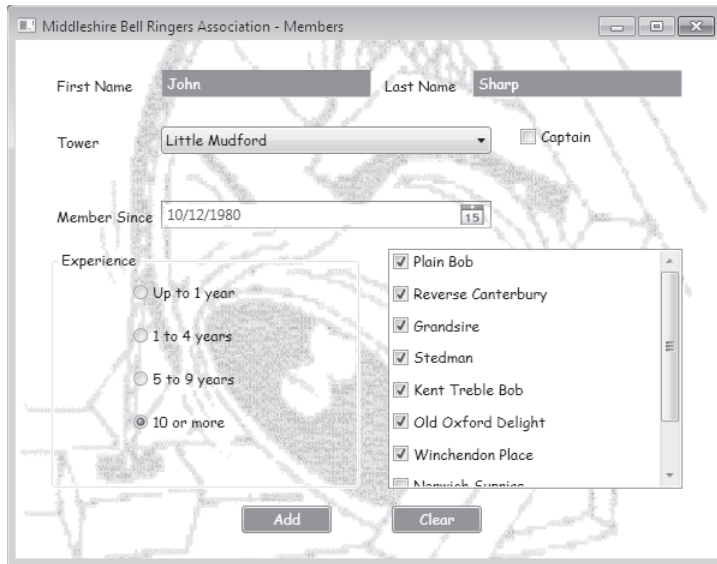 Middleshire Bell Ringers Association - Members
First Name John Last Name Sharp
Tower Little Mudford Captain
Member Since 10/12/1980 15
Experience
Up to 1 year
1 to 4 years
5 to 9 years
10 or more
Plain Bob
Reverse Canterbury
Grandsire
Stedman
Kent Treble Bob
Old Oxford Delight
Winchendon Place
Norwich
Add Clear